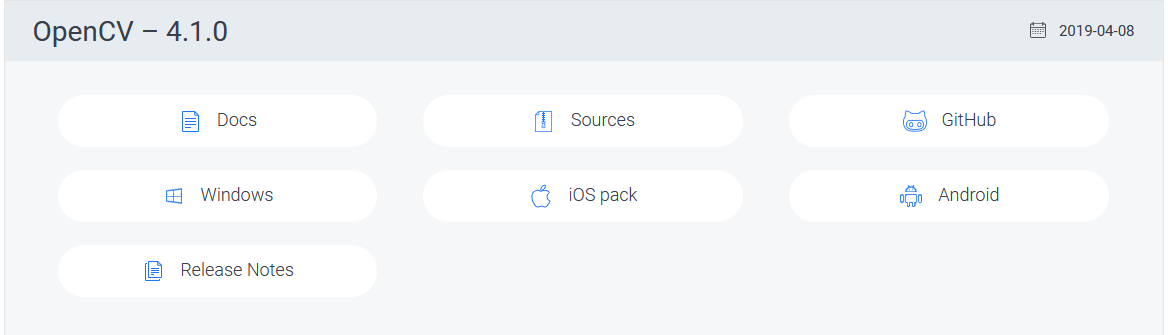 OpenCV – 4.1.0 2019-04-08
Docs Sources GitHub
Windows iOS pack Android
Release Notes